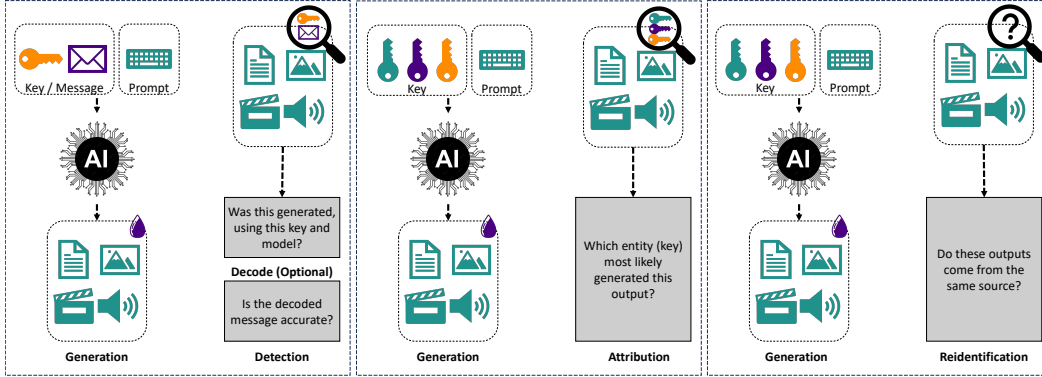 Key / Message
Prompt
AI
Generation
Was this generated,
using this key and
model?
Decode (Optional)
Is the decoded
message accurate?
Detection
Key
Prompt
AI
Generation
Which entity (key)
most likely
generated this
output?
Attribution
?
Key
Prompt
AI
Generation
Do these outputs
come from the
same source?
Reidentification